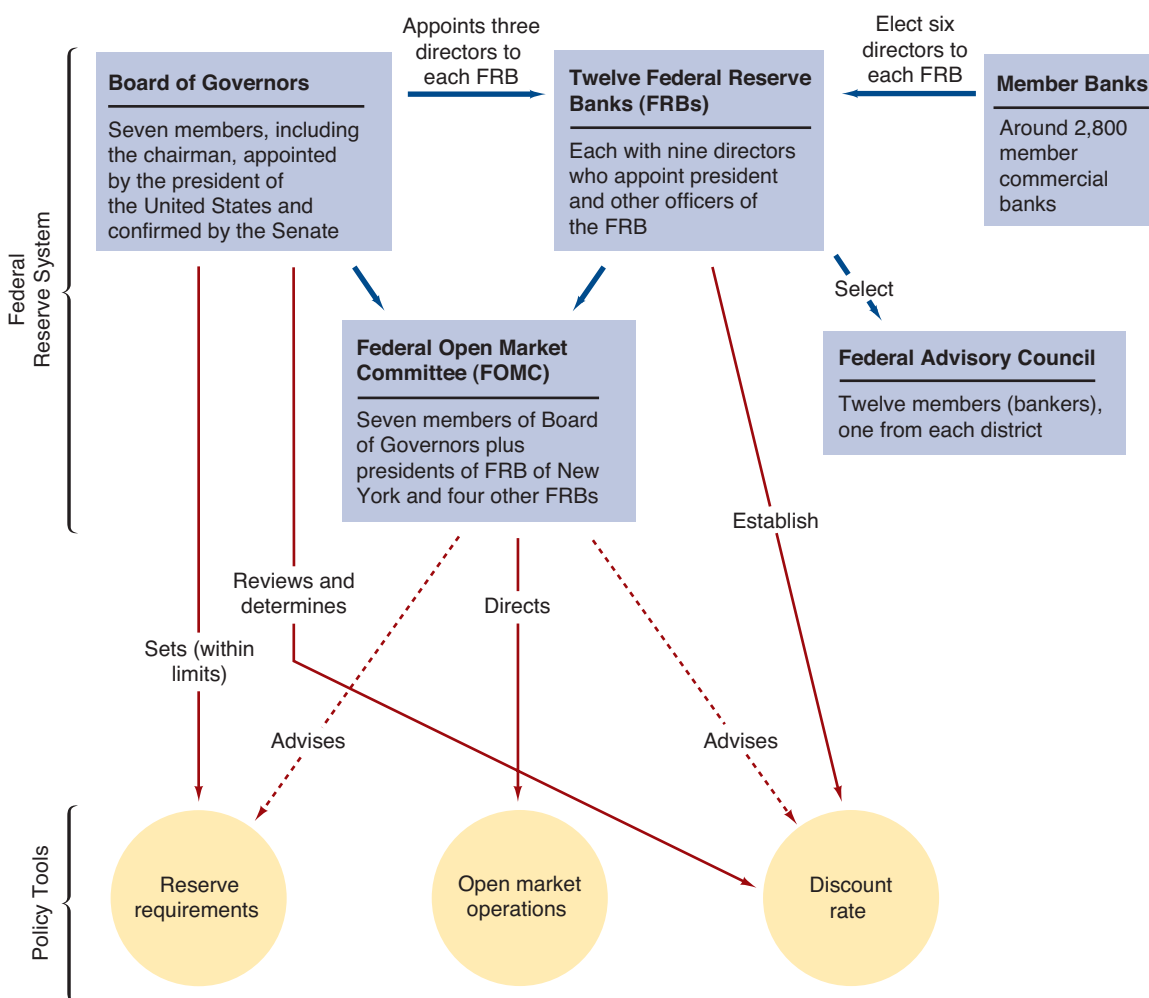 Appoints three
directors to
each FRB
Elect six
directors to
each FRB
Board of Governors
Seven members, including
the chairman, appointed
by the president of
the United States and
confirmed by the Senate
Twelve Federal Reserve
Banks (FRBs)
Each with nine directors
who appoint president
and other officers of
the FRB
Member Banks
Around 2,800
member
commercial
banks
Federal
Reserve System
Select
Federal Open Market
Committee (FOMC)
Seven members of Board
of Governors plus
presidents of FRB of New
York and four other FRBs
Federal Advisory Council
Twelve members (bankers),
one from each district
Establish
Reviews and
determines
Directs
Sets (within
limits)
Advises
Advises
Policy Tools
Reserve
requirements
Open market
operations
Discount
rate